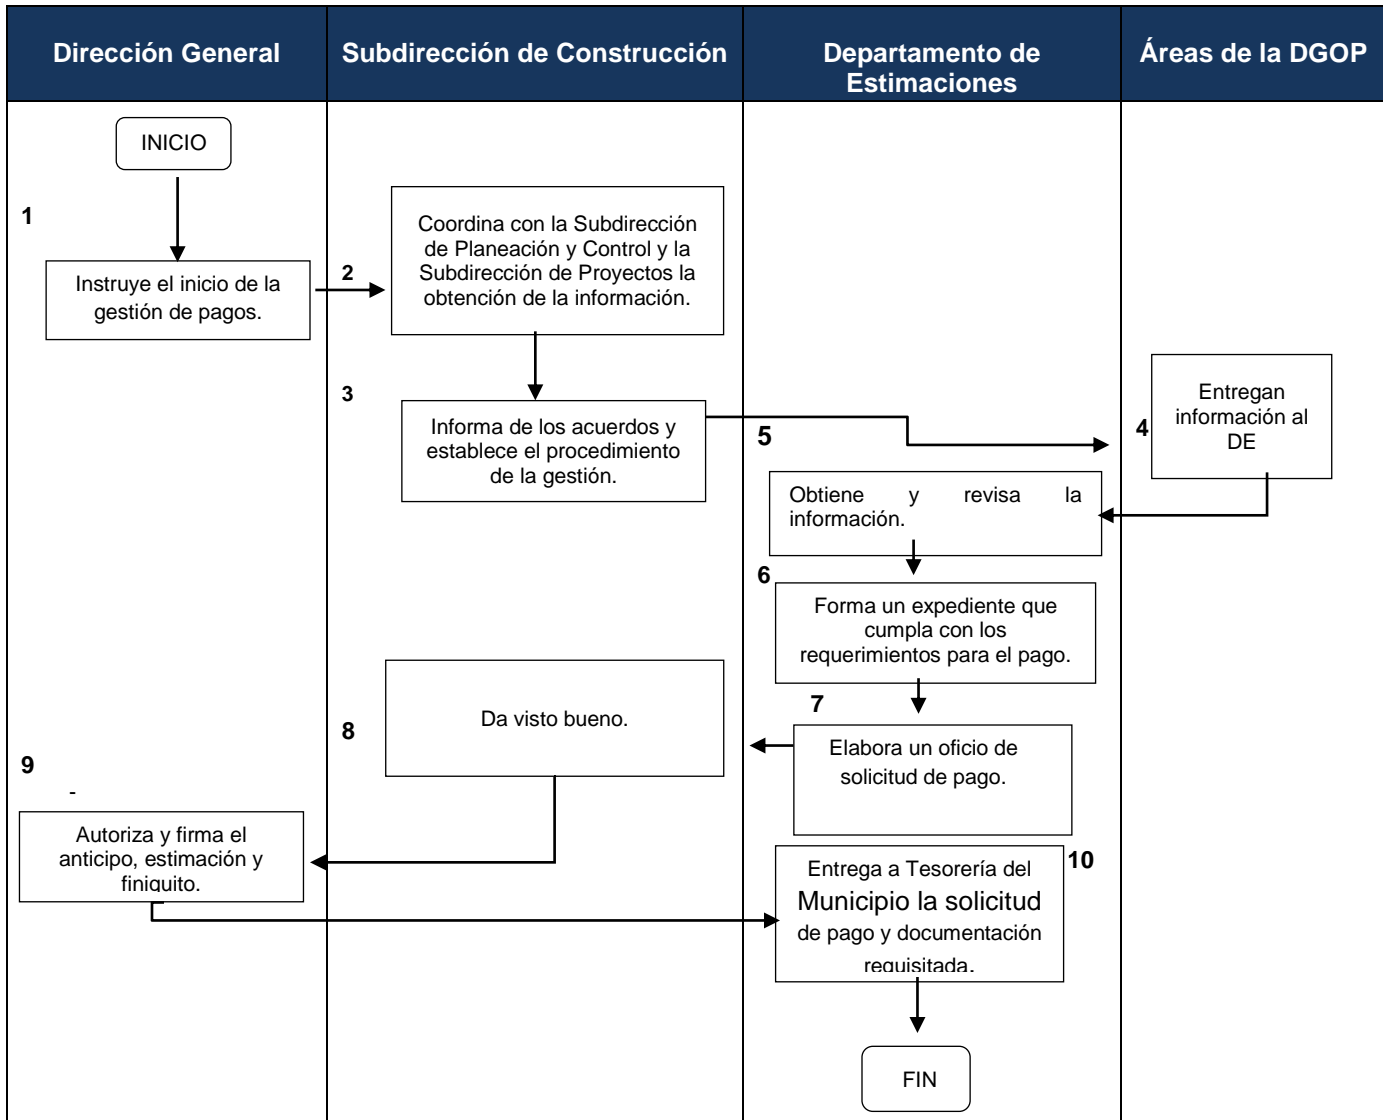 Dirección General
Subdirección de Construcción
Departamento de
Estimaciones
Áreas de la DGOP
INICIO
1
Instruye el inicio de la
gestión de pagos.
2
Coordina con la Subdirección
de Planeación y Control y la
Subdirección de Proyectos la
obtención de la información.
3
Informa de los acuerdos y
establece el procedimiento
de la gestión.
4
Entregan
información al
DE
5
Obtiene y revisa la
información.
6
Forma un expediente que
cumpla con los
requerimientos para el pago.
7
Elabora un oficio de
solicitud de pago.
8
Da visto bueno.
9
-
Autoriza y firma el
anticipo, estimación y
finiquito.
10
Entrega a Tesorería del
Municipio la solicitud
de pago y documentación
requisitada.
FIN